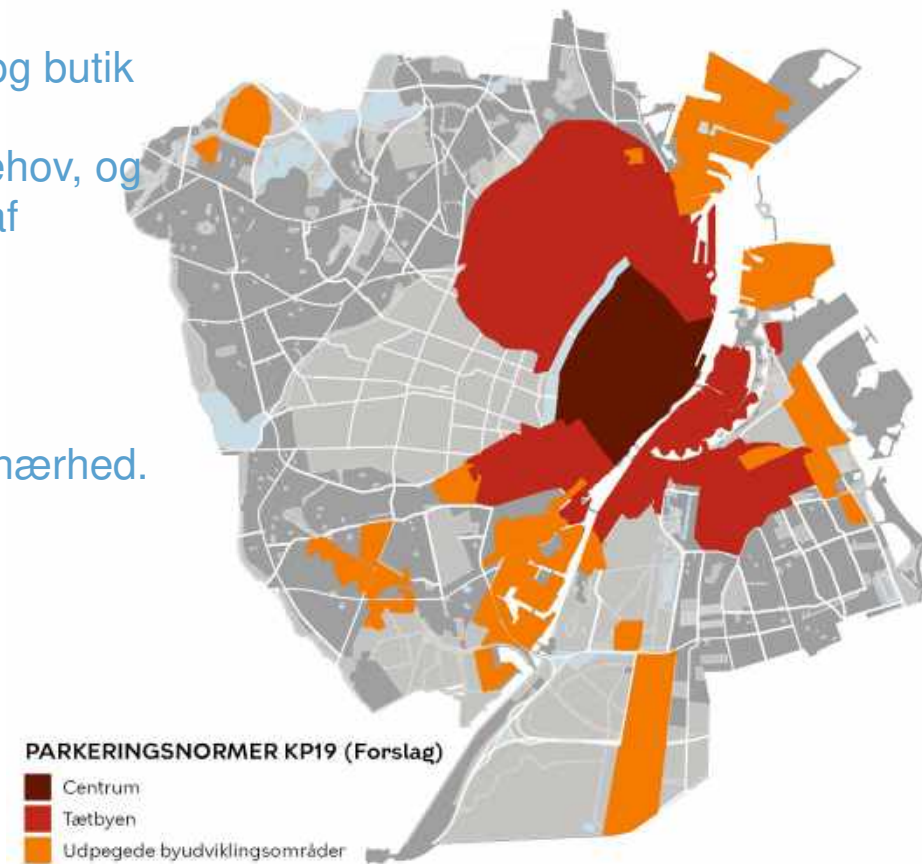 og butik
ehov, og
af
nærhed.
PARKERINGSNORMER KP19 (Forslag)
Centrum
Tætbyen
Udpegede byudviklingsområder